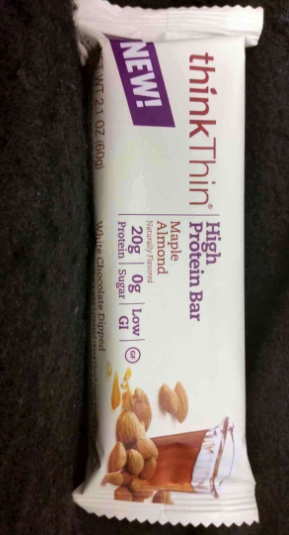 NEW!
thinkThin®
High
Protein Bar
Maple
Almond
Naturally Flavored
20g Protein
0g Sugar
Low GI
GF
White Chocolate Dipped
WT 2.1 OZ (60g)